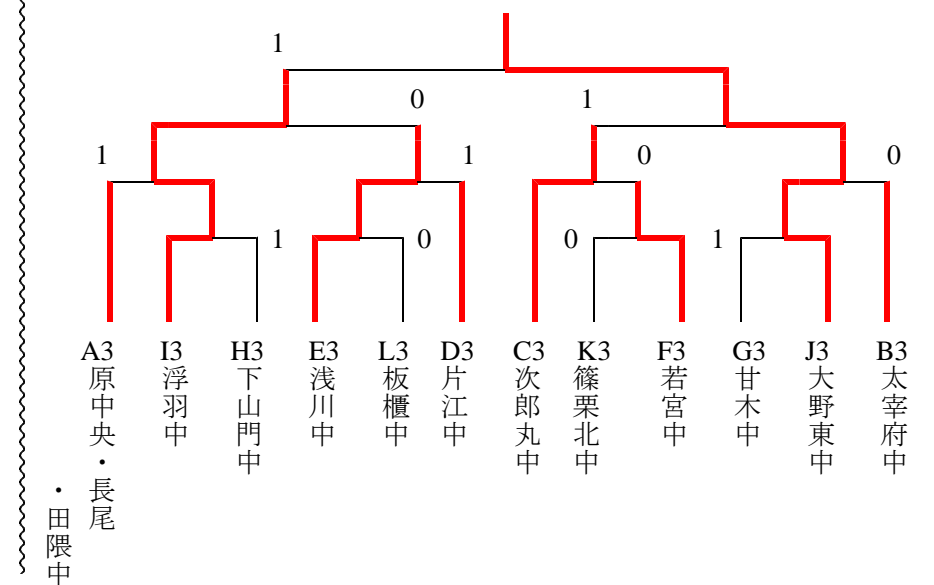 1
0 1
1 1 0 0
1 0 0 1
A3 I3 H3 E3 L3 D3 C3 K3 F3 G3 J3 B3
原中央・長尾
・田隈中
浮羽中
下山門中
浅川中
板櫃中
片江中
次郎丸中
篠栗北中
若宮中
甘木中
大野東中
太宰府中